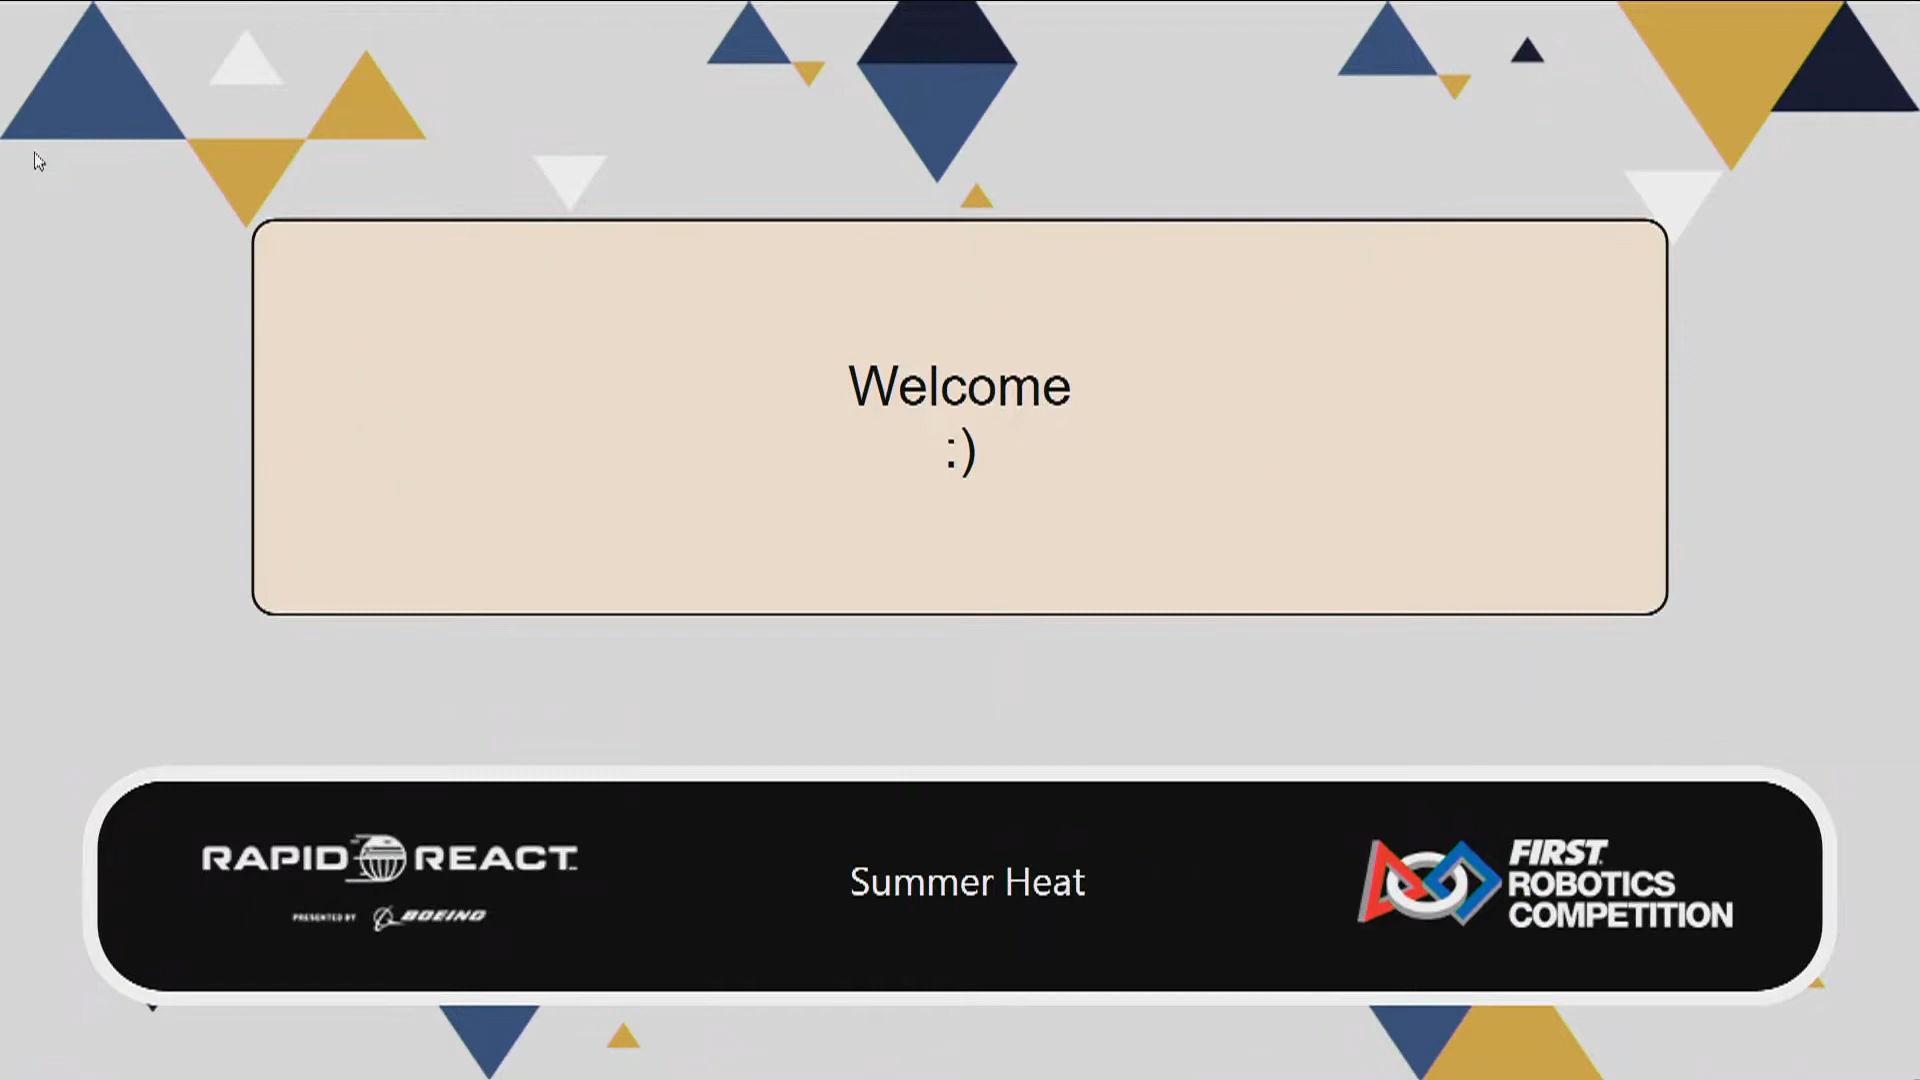 Welcome
:)
RAPID REACT
PRESENTED BY BOEING
Summer Heat
FIRST
ROBOTICS
COMPETITION